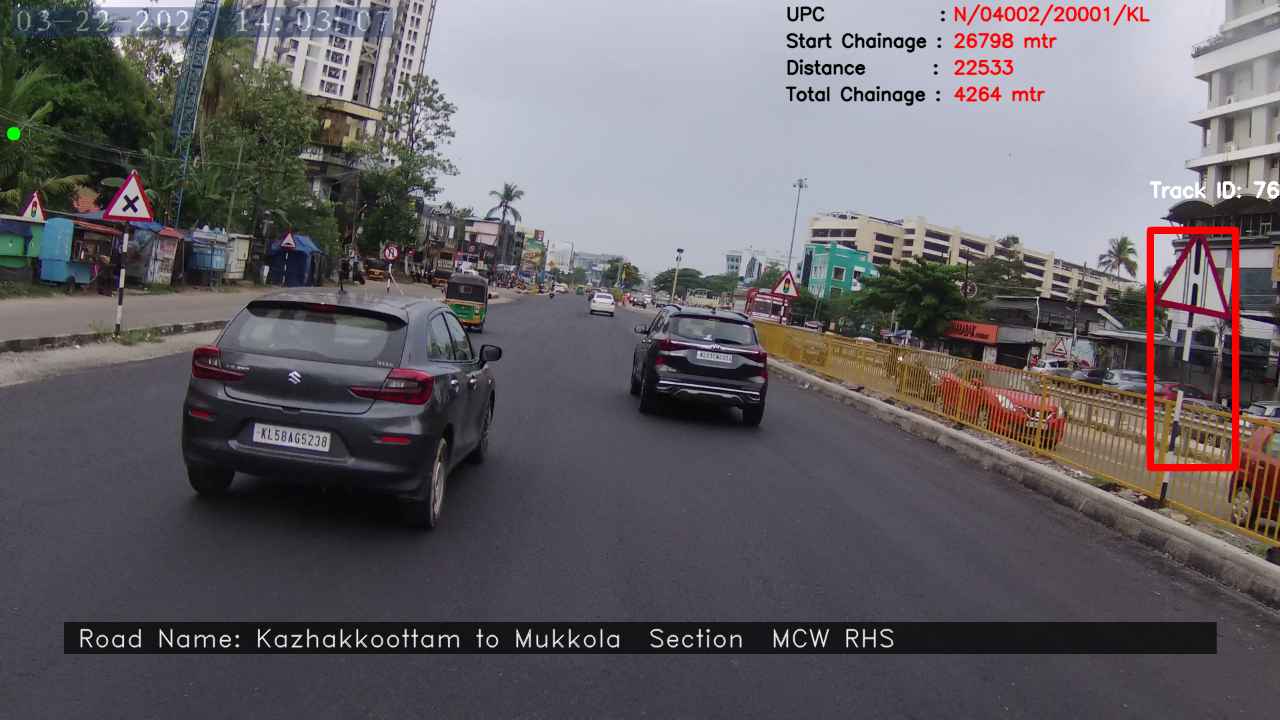 03-22-2025 14:03:07
UPC : N/04002/20001/KL
Start Chainage : 26798 mtr
Distance : 22533
Total Chainage : 4264 mtr
Track ID: 76
KL58AG5238
Road Name: Kazhakkoottam to Mukkola Section MCW RHS